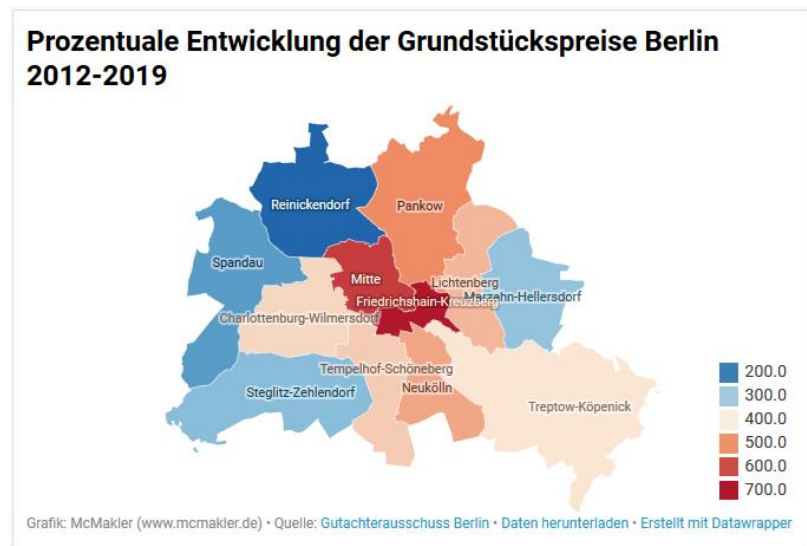 Prozentuale Entwicklung der Grundstückspreise Berlin
2012-2019
Reinickendorf
Pankow
Spandau
Mitte
Lichtenberg
Marzahn-Hellersdorf
Friedrichshain-Kreuzberg
Charlottenburg-Wilmersdorf
Tempelhof-Schöneberg
Neukölln
Steglitz-Zehlendorf
Treptow-Köpenick
200.0
300.0
400.0
500.0
600.0
700.0
Grafik: McMakler (www.mcmakler.de) • Quelle: Gutachterausschuss Berlin • Daten herunterladen • Erstellt mit Datawrapper